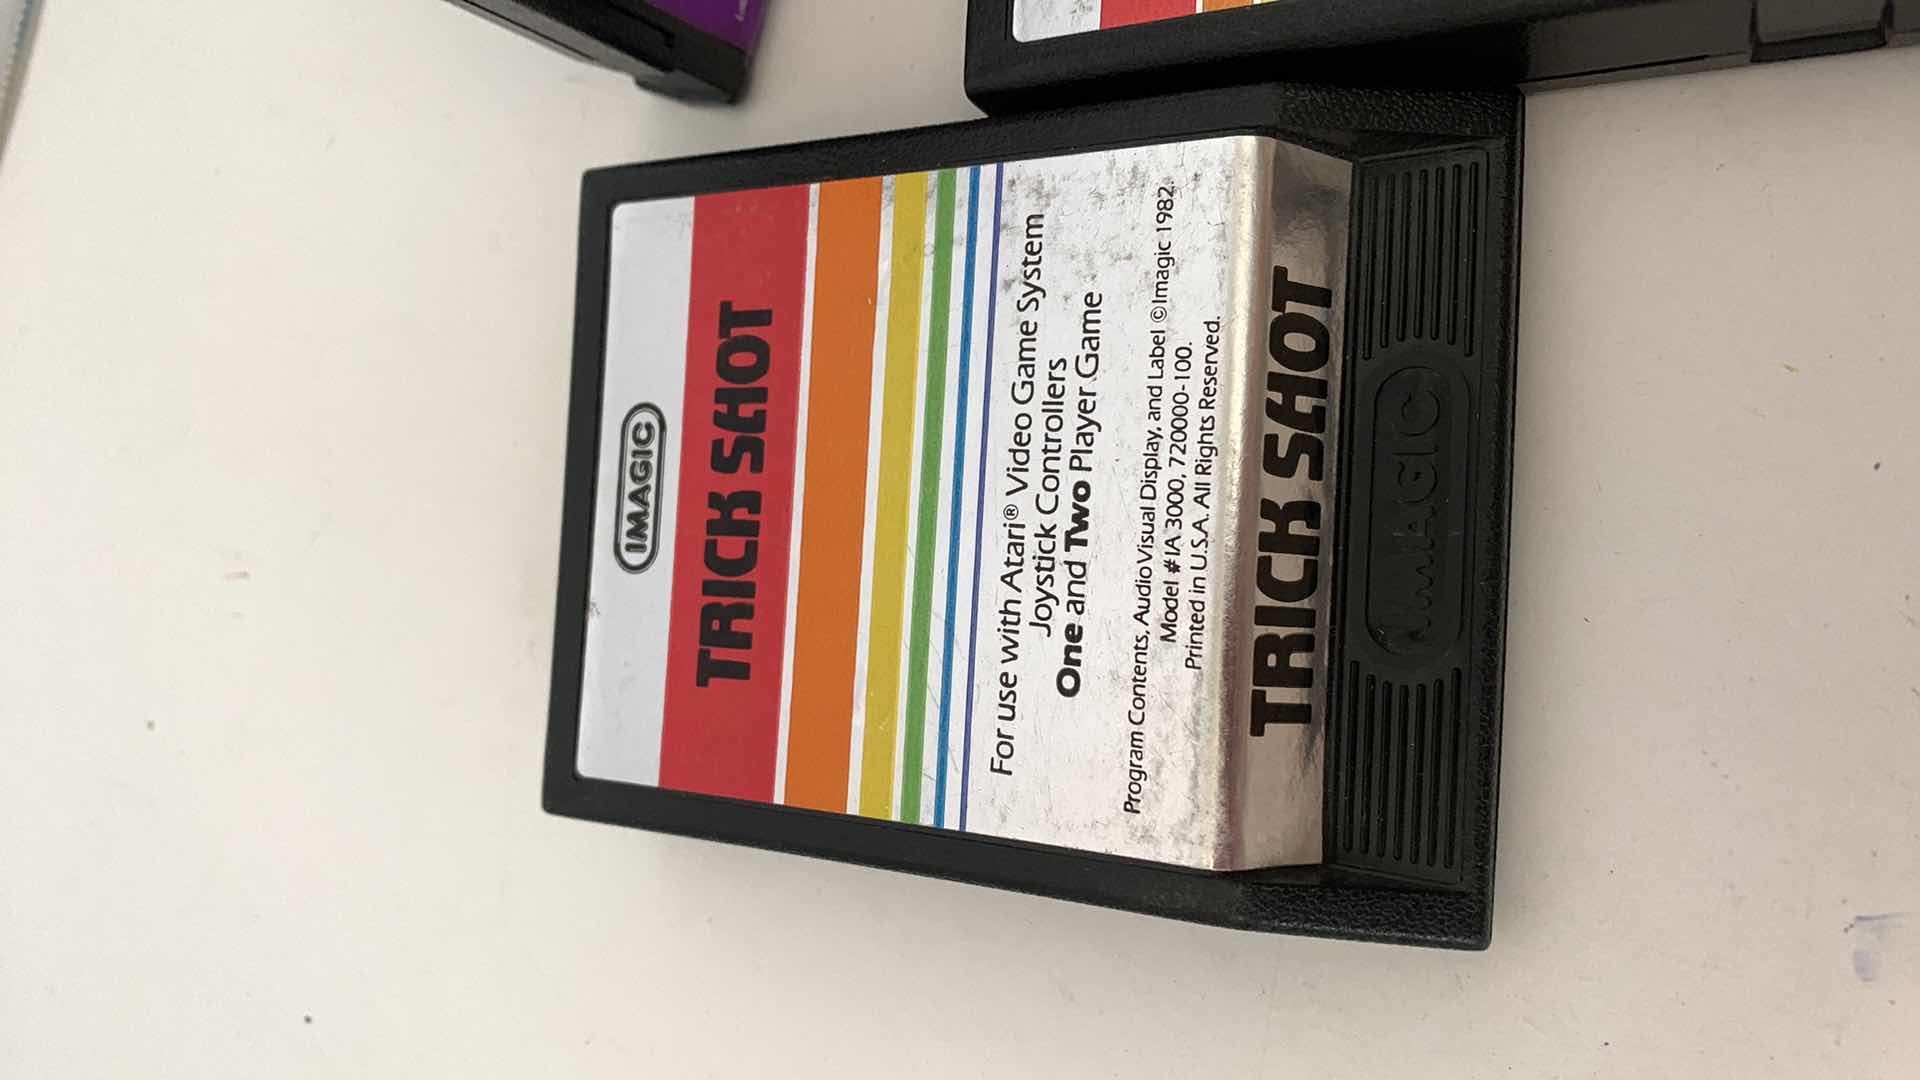 IMAGIC
TRICK SHOT
For use with Atari® Video Game System
Joystick Controllers
One and Two Player Game
Program Contents, Audio Visual Display, and Label ©Imagic 1982.
Model # IA 3000, 720000-100.
Printed in U.S.A. All Rights Reserved.
TRICK SHOT
IMAGIC